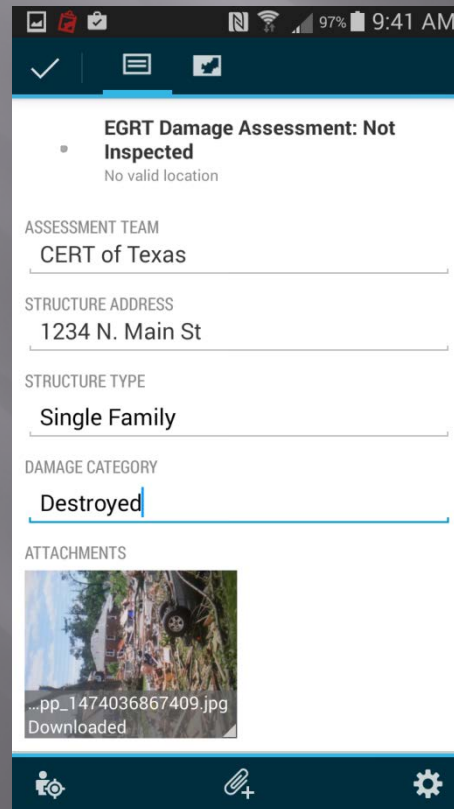 97% 9:41 AM
EGRT Damage Assessment: Not
Inspected
No valid location
ASSESSMENT TEAM
CERT of Texas
STRUCTURE ADDRESS
1234 N. Main St
STRUCTURE TYPE
Single Family
DAMAGE CATEGORY
Destroyed
ATTACHMENTS
...pp_1474036867409.jpg
Downloaded